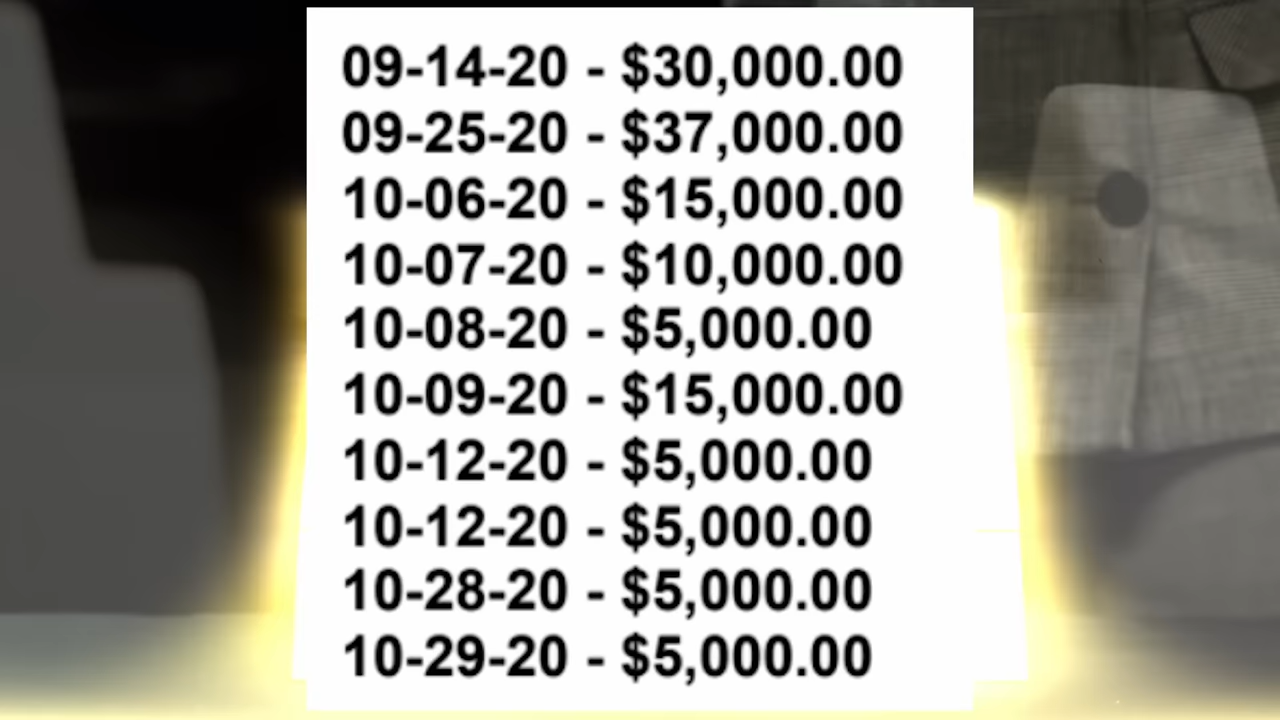 09-14-20 - $30,000.00
09-25-20 - $37,000.00
10-06-20 - $15,000.00
10-07-20 - $10,000.00
10-08-20 - $5,000.00
10-09-20 - $15,000.00
10-12-20 - $5,000.00
10-12-20 - $5,000.00
10-28-20 - $5,000.00
10-29-20 - $5,000.00